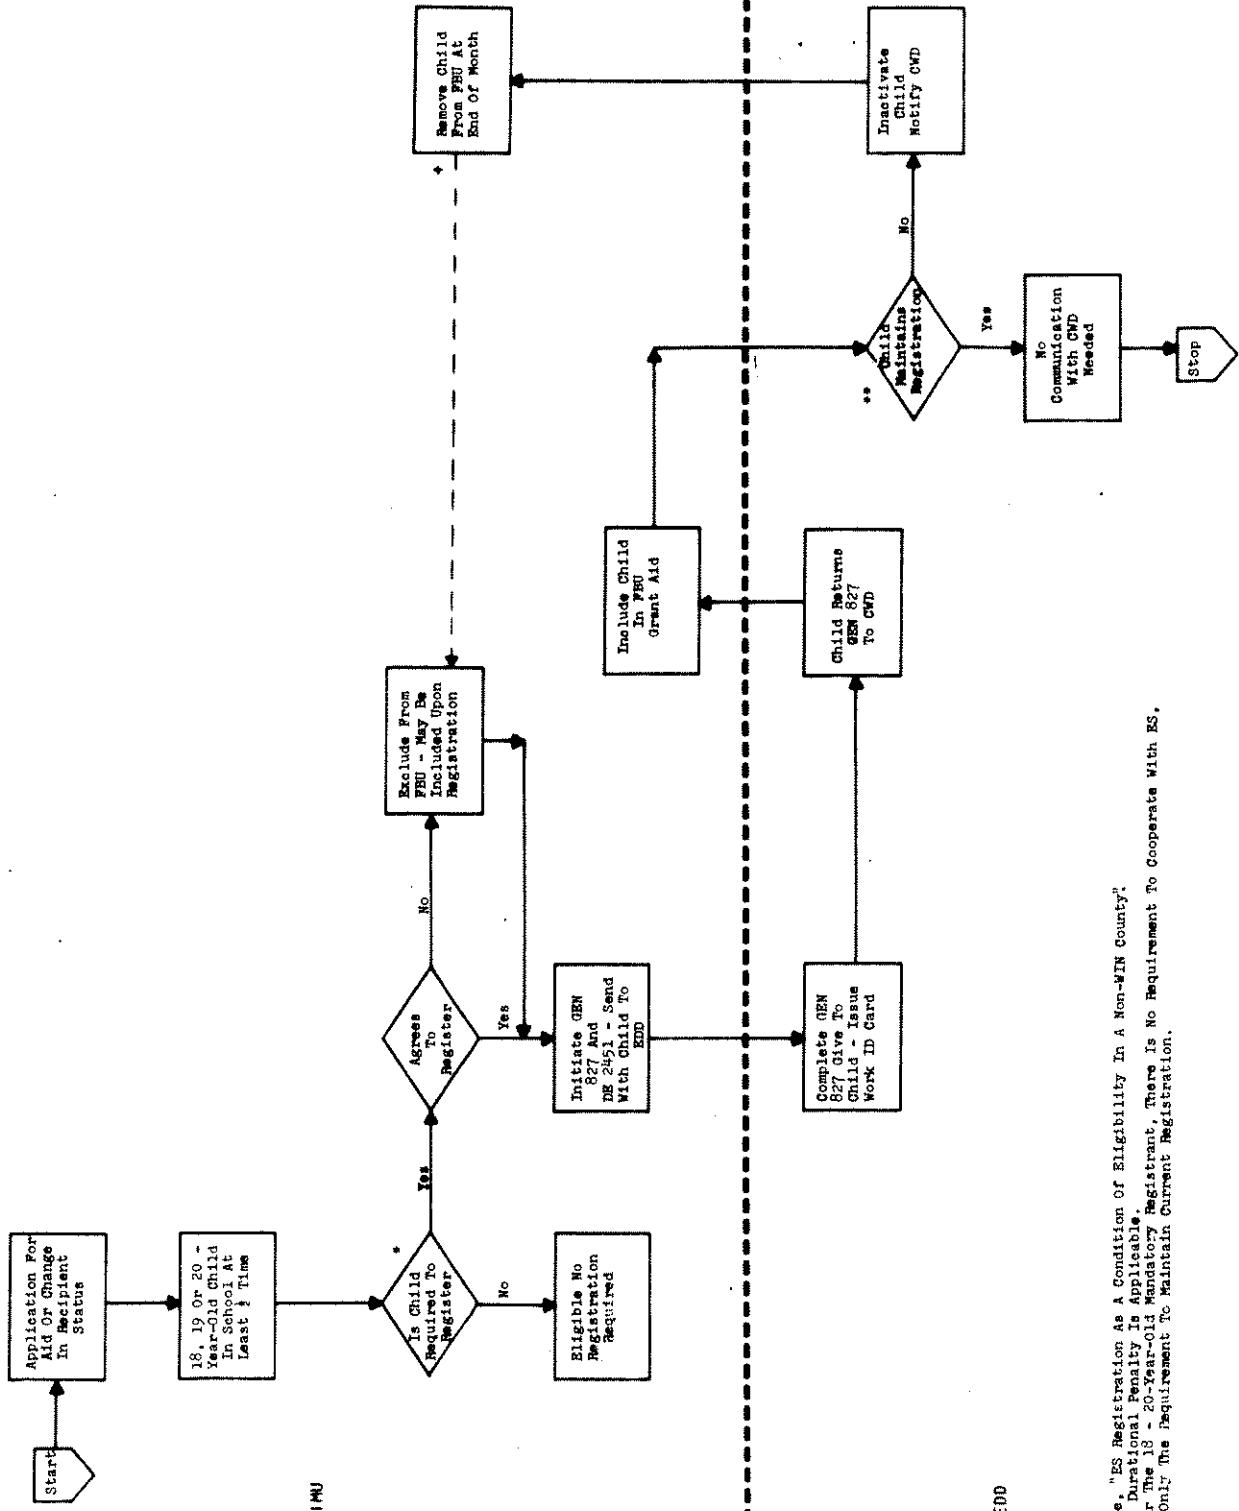 Start
Application For
Aid Or Change
In Recipient
Status
18, 19 Or 20 -
Year-Old Child
In School At
Least ½ Time
*
Is Child
Required To
Register
Yes
No
Eligible No
Registration
Required
Agrees
To
Register
No
Yes
Exclude From
FBU - May Be
Included Upon
Registration
Initiate GEN
827 And
DE 2451 - Send
With Child To
EDD
Remove Child
From FBU At
End Of Month
+
Include Child
In FBU
Grant Aid
IMU
Complete GEN
827 Give To
Child - Issue
Work ID Card
Child Returns
GEN 827
To CWD
**
Child
Maintains
Registration
No
Yes
Inactivate
Child
Notify CWD
No
Communication
With CWD
Needed
Stop
EDD
e, "ES Registration As A Condition Of Eligibility In A Non-WIN County".
Durational Penalty Is Applicable.
r The 18 - 20-Year-Old Mandatory Registrant, There Is No Requirement To Cooperate With ES,
only The Requirement To Maintain Current Registration.